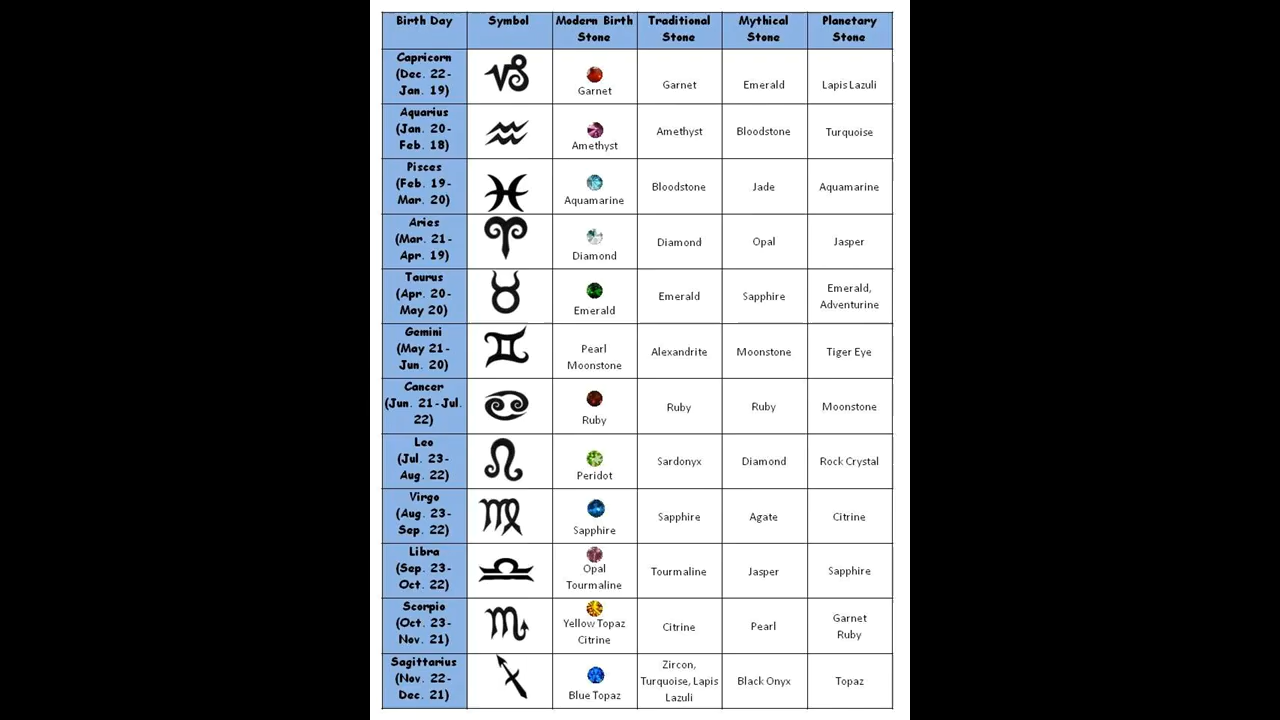 Birth Day Symbol Modern Birth Stone Traditional Stone Mythical Stone Planetary Stone
Capricorn
(Dec. 22-
Jan. 19)
Garnet
Garnet
Emerald
Lapis Lazuli
Aquarius
(Jan. 20-
Feb. 18)
Amethyst
Amethyst
Bloodstone
Turquoise
Pisces
(Feb. 19-
Mar. 20)
Aquamarine
Bloodstone
Jade
Aquamarine
Aries
(Mar. 21-
Apr. 19)
Diamond
Diamond
Opal
Jasper
Taurus
(Apr. 20-
May 20)
Emerald
Emerald
Sapphire
Emerald,
Adventurine
Gemini
(May 21-
Jun. 20)
Pearl
Moonstone
Alexandrite
Moonstone
Tiger Eye
Cancer
(Jun. 21-Jul.
22)
Ruby
Ruby
Ruby
Moonstone
Leo
(Jul. 23-
Aug. 22)
Peridot
Sardonyx
Diamond
Rock Crystal
Virgo
(Aug. 23-
Sep. 22)
Sapphire
Sapphire
Agate
Citrine
Libra
(Sep. 23-
Oct. 22)
Opal
Tourmaline
Tourmaline
Jasper
Sapphire
Scorpio
(Oct. 23-
Nov. 21)
Yellow Topaz
Citrine
Citrine
Pearl
Garnet
Ruby
Sagittarius
(Nov. 22-
Dec. 21)
Blue Topaz
Zircon,
Turquoise, Lapis
Lazuli
Black Onyx
Topaz